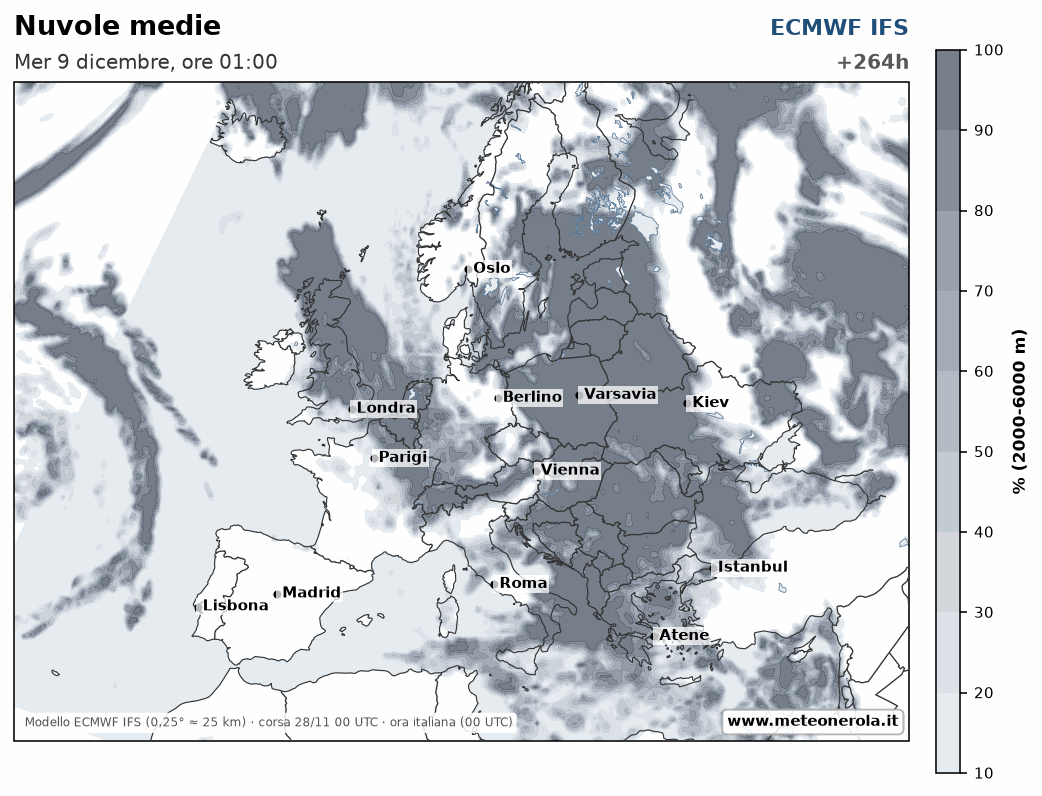 Nuvole medie
ECMWF IFS
Mer 9 dicembre, ore 01:00
+264h
Oslo
Londra
Berlino
Varsavia
Kiev
Parigi
Vienna
Istanbul
Roma
Madrid
Lisbona
Atene
Modello ECMWF IFS (0,25° ≈ 25 km) · corsa 28/11 00 UTC · ora italiana (00 UTC)
www.meteonerola.it
100
90
80
70
60
50
40
30
20
10
% (2000-6000 m)